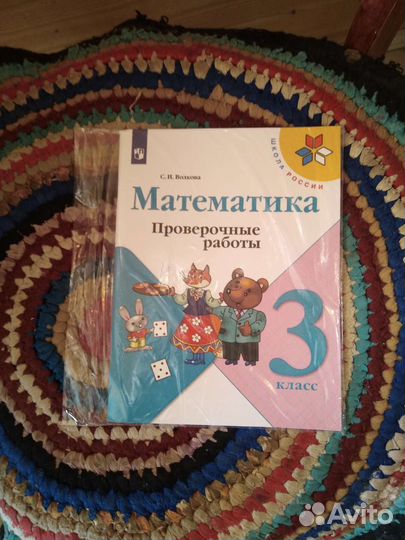 ШКОЛА РОССИИ
С. И. Волкова
Математика
Проверочные
работы
3
класс
Avito